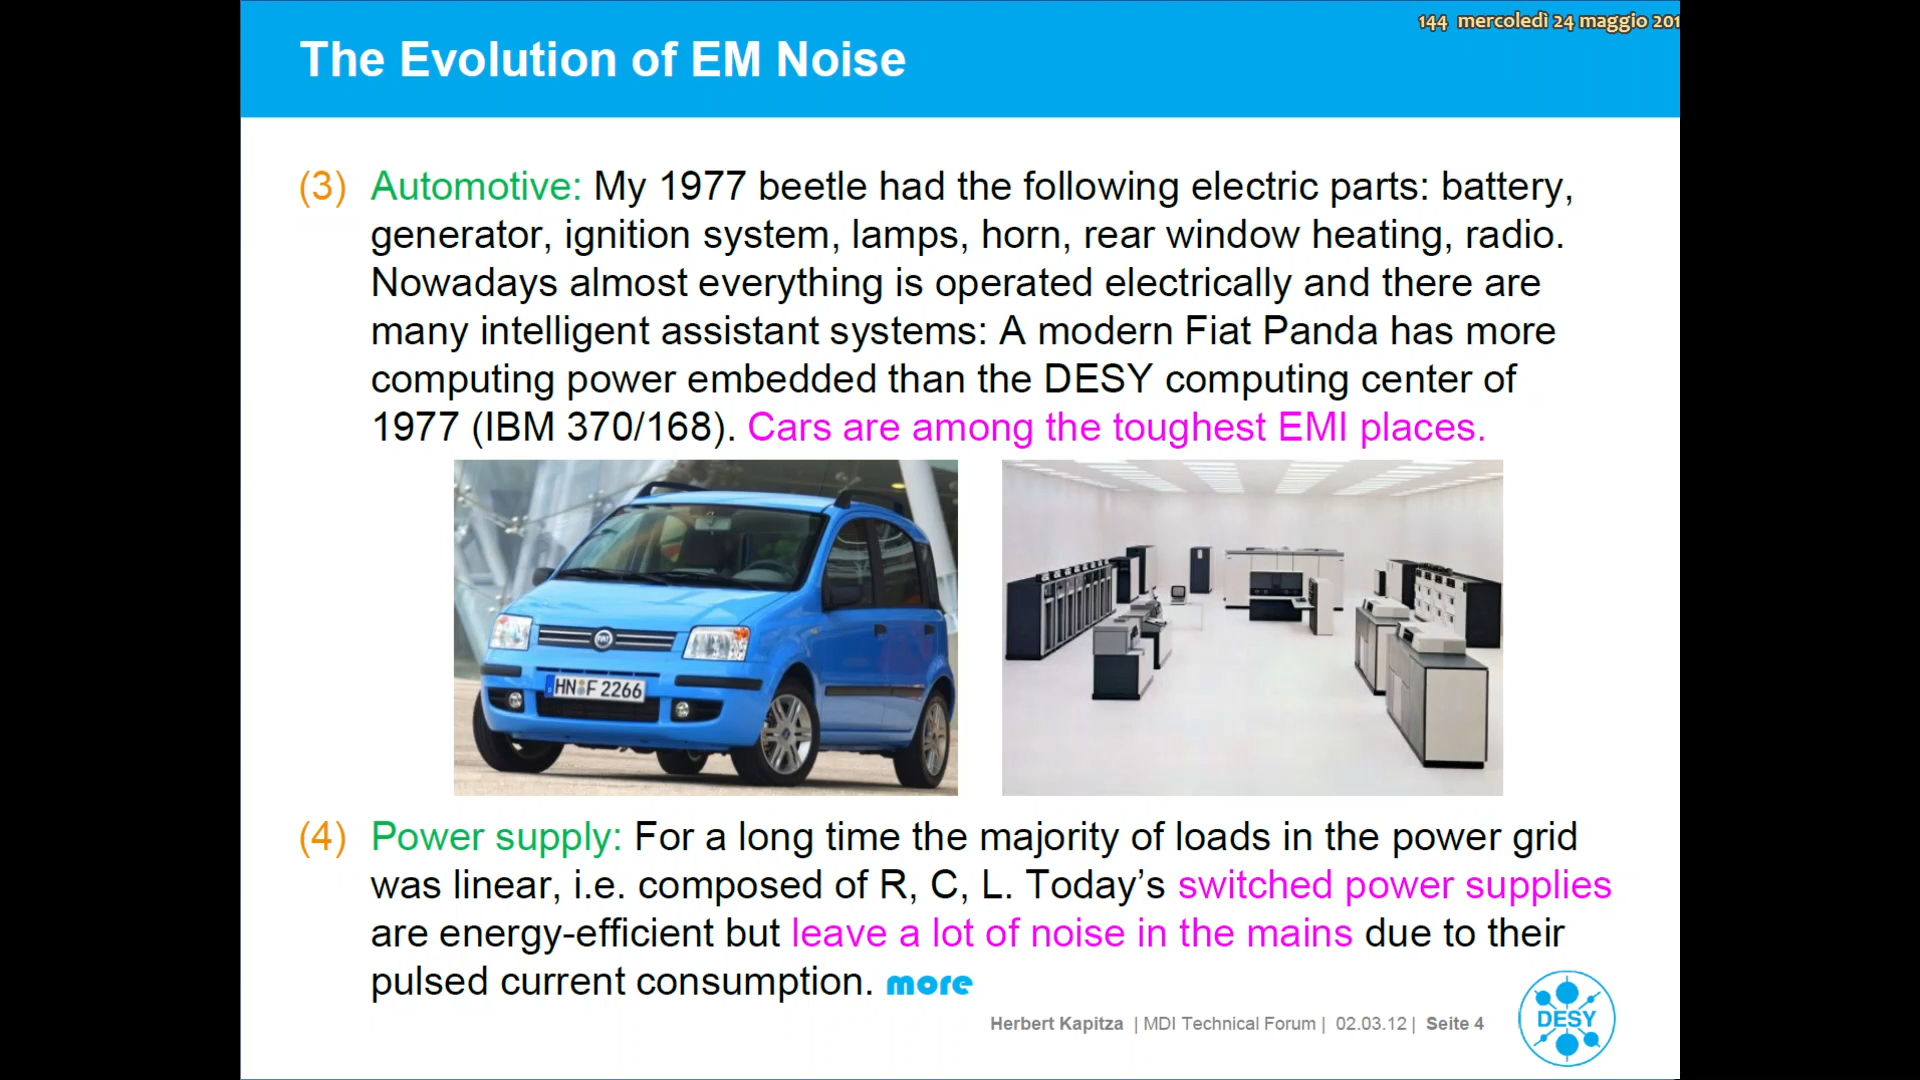 144 mercoledì 24 maggio 201
The Evolution of EM Noise
(3) Automotive: My 1977 beetle had the following electric parts: battery,
generator, ignition system, lamps, horn, rear window heating, radio.
Nowadays almost everything is operated electrically and there are
many intelligent assistant systems: A modern Fiat Panda has more
computing power embedded than the DESY computing center of
1977 (IBM 370/168). Cars are among the toughest EMI places.
FIAT
HN F 2266
(4) Power supply: For a long time the majority of loads in the power grid
was linear, i.e. composed of R, C, L. Today’s switched power supplies
are energy-efficient but leave a lot of noise in the mains due to their
pulsed current consumption. more
Herbert Kapitza | MDI Technical Forum | 02.03.12 | Seite 4
DESY